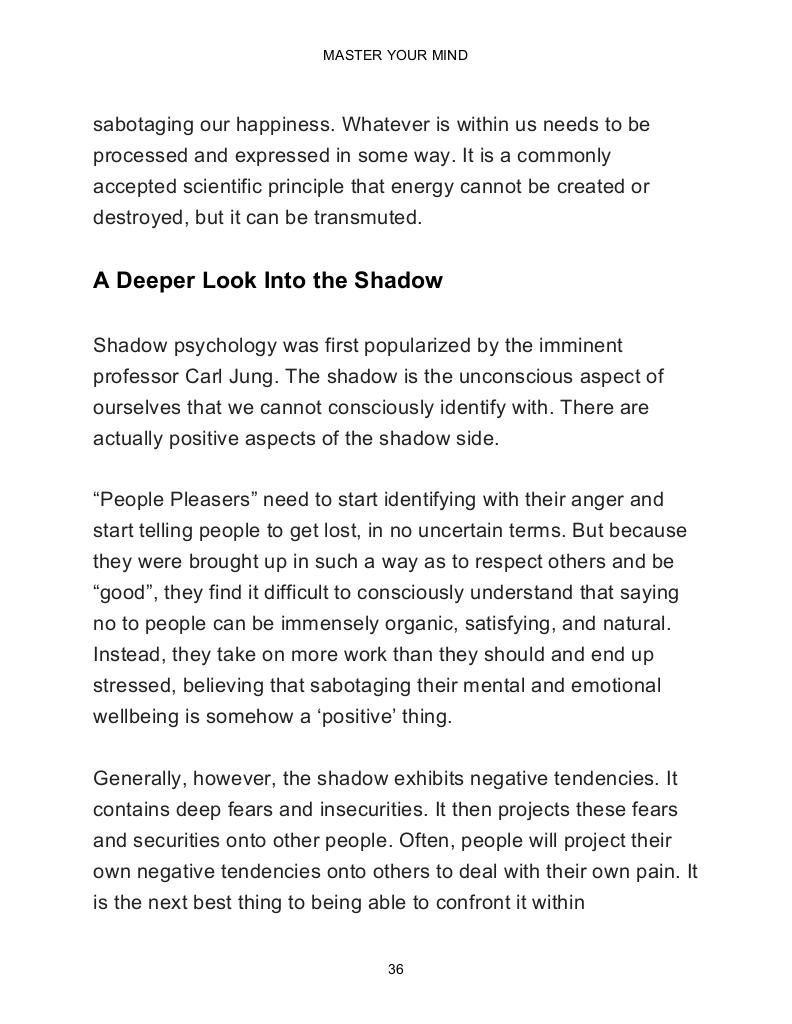 MASTER YOUR MIND
sabotaging our happiness. Whatever is within us needs to be
processed and expressed in some way. It is a commonly
accepted scientific principle that energy cannot be created or
destroyed, but it can be transmuted.
A Deeper Look Into the Shadow
Shadow psychology was first popularized by the imminent
professor Carl Jung. The shadow is the unconscious aspect of
ourselves that we cannot consciously identify with. There are
actually positive aspects of the shadow side.
“People Pleasers” need to start identifying with their anger and
start telling people to get lost, in no uncertain terms. But because
they were brought up in such a way as to respect others and be
“good”, they find it difficult to consciously understand that saying
no to people can be immensely organic, satisfying, and natural.
Instead, they take on more work than they should and end up
stressed, believing that sabotaging their mental and emotional
wellbeing is somehow a ‘positive’ thing.
Generally, however, the shadow exhibits negative tendencies. It
contains deep fears and insecurities. It then projects these fears
and securities onto other people. Often, people will project their
own negative tendencies onto others to deal with their own pain. It
is the next best thing to being able to confront it within
36